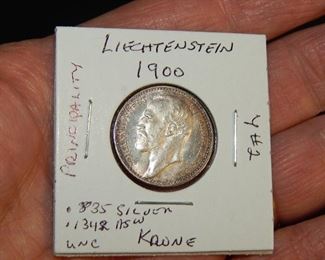 LIECHTENSTEIN
1900
PRINCIPALITY
Y#2
.835 SILVER
.1342 ASW
UNC KRONE